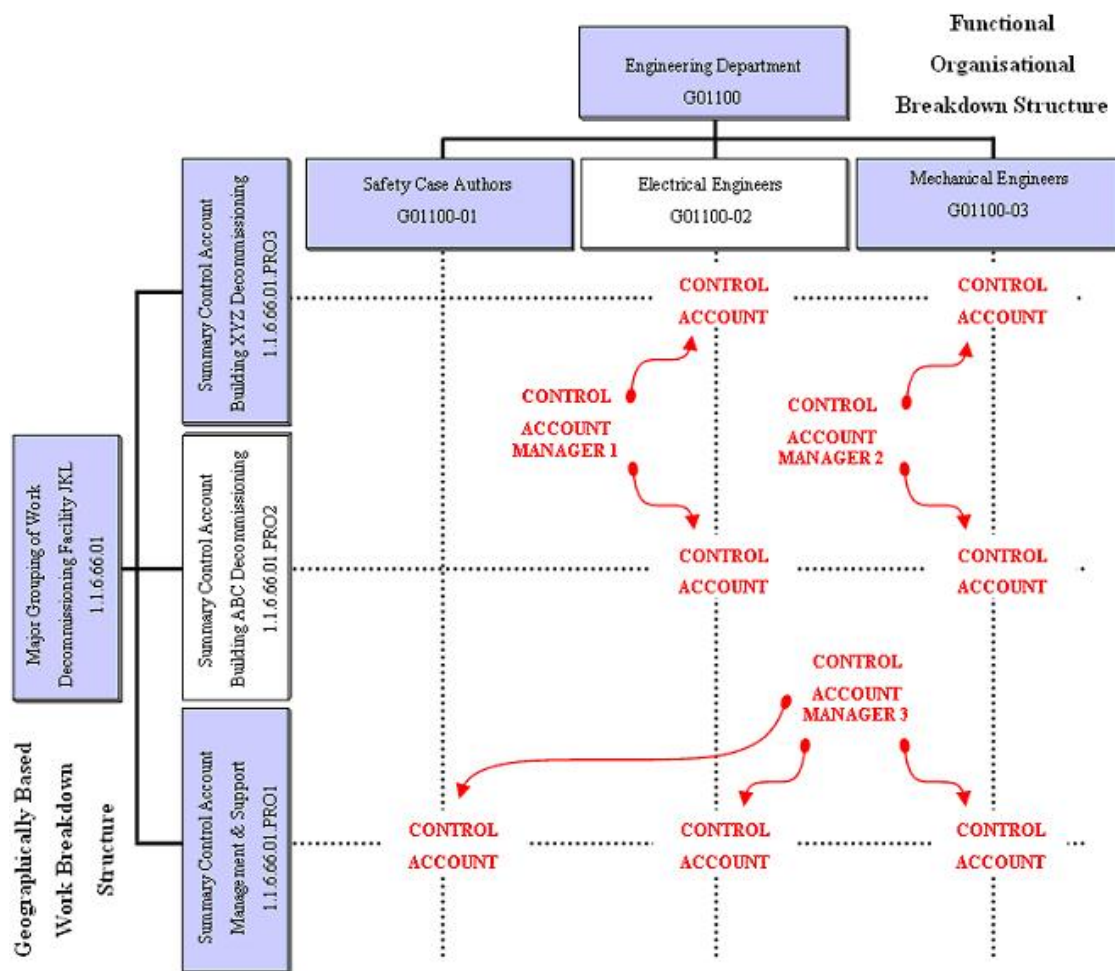 Functional
Organisational
Breakdown Structure
Engineering Department
G01100
Safety Case Authors
G01100-01
Electrical Engineers
G01100-02
Mechanical Engineers
G01100-03
Geographically Based
Work Breakdown
Structure
Major Grouping of Work
Decommissioning Facility JKL
1.1.6.66.01
Summary Control Account
Building XYZ Decommissioning
1.1.6.66.01.PRO3
Summary Control Account
Building ABC Decommissioning
1.1.6.66.01.PRO2
Summary Control Account
Management & Support
1.1.6.66.01.PRO1
CONTROL
ACCOUNT
CONTROL
ACCOUNT
CONTROL
ACCOUNT
MANAGER 1
CONTROL
ACCOUNT
MANAGER 2
CONTROL
ACCOUNT
CONTROL
ACCOUNT
CONTROL
ACCOUNT
MANAGER 3
CONTROL
ACCOUNT
CONTROL
ACCOUNT
CONTROL
ACCOUNT